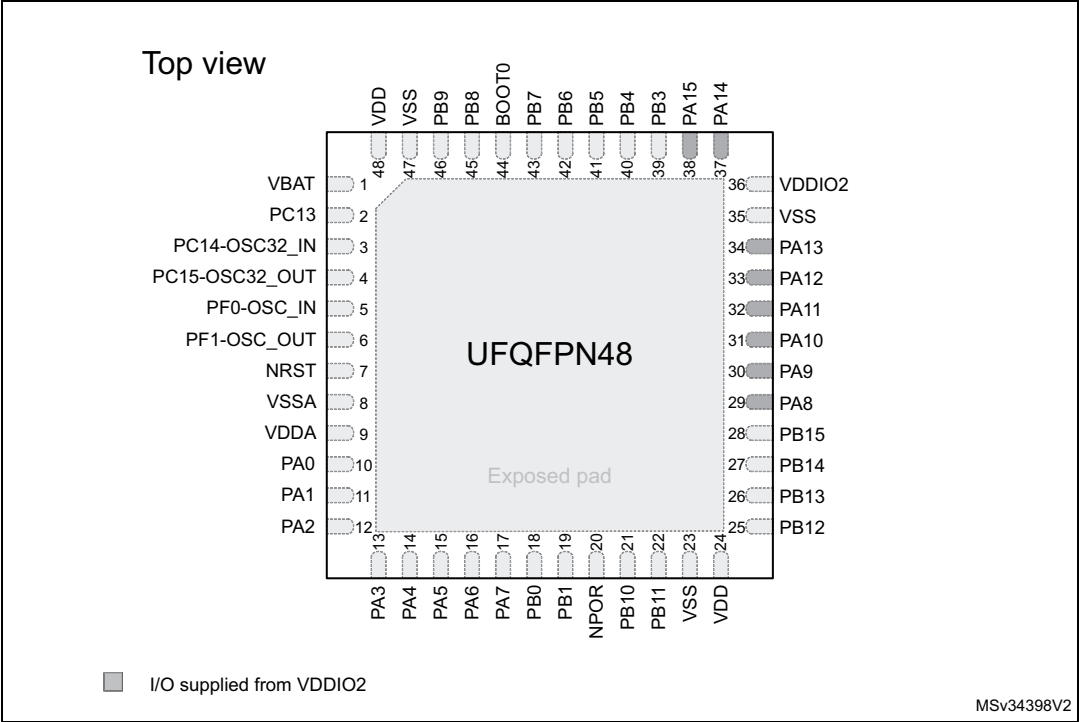 Top view
VDD
VSS
PB9
PB8
BOOT0
PB7
PB6
PB5
PB4
PB3
PA15
PA14
48
47
46
45
44
43
42
41
40
39
38
37
VBAT 1
PC13 2
PC14-OSC32_IN 3
PC15-OSC32_OUT 4
PF0-OSC_IN 5
PF1-OSC_OUT 6
NRST 7
VSSA 8
VDDA 9
PA0 10
PA1 11
PA2 12
UFQFPN48
Exposed pad
36 VDDIO2
35 VSS
34 PA13
33 PA12
32 PA11
31 PA10
30 PA9
29 PA8
28 PB15
27 PB14
26 PB13
25 PB12
13
14
15
16
17
18
19
20
21
22
23
24
PA3
PA4
PA5
PA6
PA7
PB0
PB1
NPOR
PB10
PB11
VSS
VDD
I/O supplied from VDDIO2
MSv34398V2